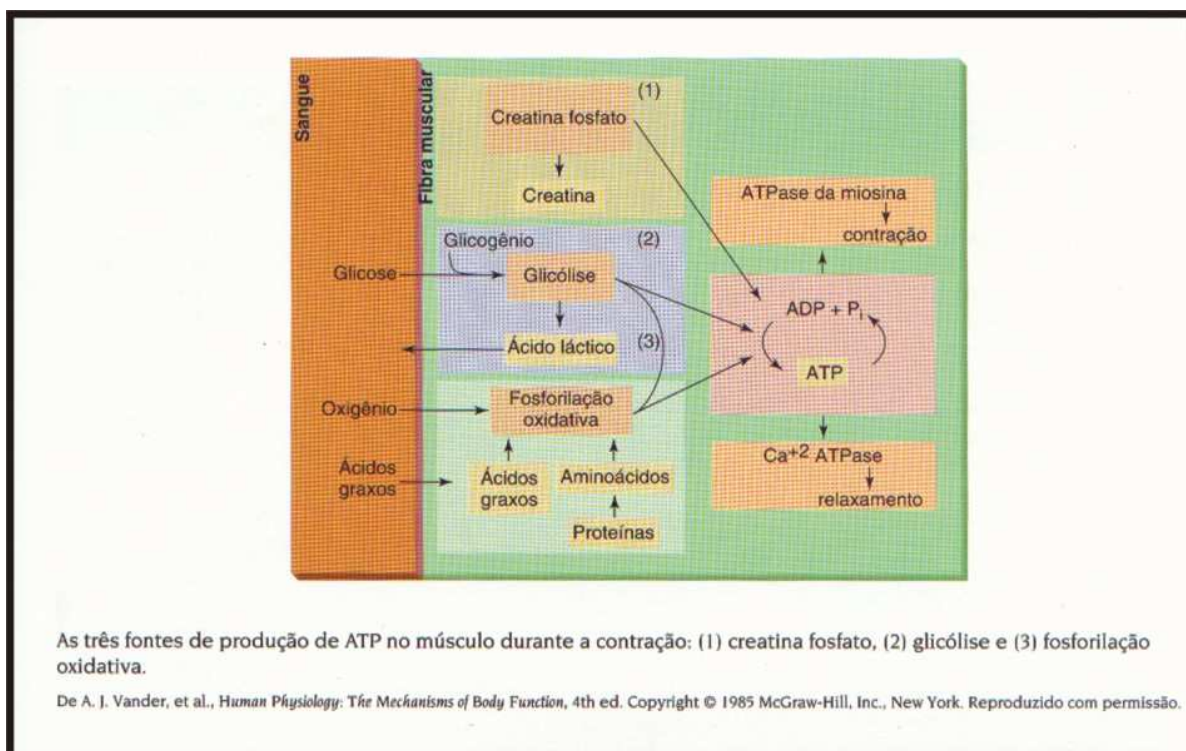 Sangue
Fibra muscular
(1)
Creatina fosfato
Creatina
Glicogênio
(2)
Glicose
Glicólise
Ácido láctico
(3)
Oxigênio
Fosforilação
oxidativa
Ácidos
graxos
Ácidos
graxos
Aminoácidos
Proteínas
ATPase da miosina
contração
ADP + Pi
ATP
Ca+2 ATPase
relaxamento
As três fontes de produção de ATP no músculo durante a contração: (1) creatina fosfato, (2) glicólise e (3) fosforilação
oxidativa.
De A. J. Vander, et al., Human Physiology: The Mechanisms of Body Function, 4th ed. Copyright © 1985 McGraw-Hill, Inc., New York. Reproduzido com permissão.